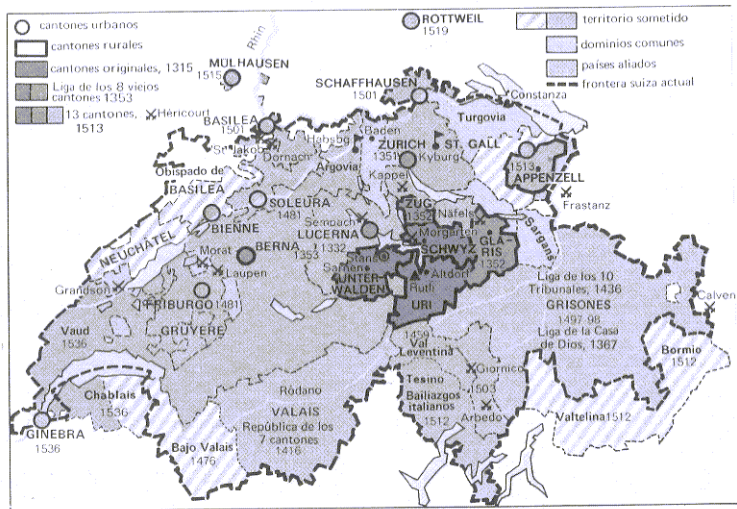 cantones urbanos
cantones rurales
cantones originales, 1315
Liga de los 8 viejos
cantones 1353
13 cantones,
1513
territorio sometido
dominios comunes
países aliados
frontera suiza actual
ROTTWEIL
1519
Rhin
MULHAUSEN
1515
SCHAFFHAUSEN
1501
Constanza
Héricourt
BASILEA
1501
St. Jakob
Dornach
Habsbg
Baden
Argovia
ZURICH
1351
Kyburg
Turgovia
ST. GALL
1513
APPENZELL
Frastanz
Kappel
Obispado de
BASILEA
SOLEURA
1481
BIENNE
NEUCHÂTEL
Sempach
LUCERNA
1332
ZUG
1352
Näfels
Morgarten
SCHWYZ
GLA
RIS
1352
Sargans
BERNA
1353
Morat
Laupen
Stans
Sarnen
UNTER
WALDEN
Altdorf
Rütli
URI
Grandson
FRIBURGO
1481
GRUYERE
Vaud
1536
Liga de los 10
Tribunales, 1436
GRISONES
1497-98
Liga de la Casa
de Dios, 1367
Calven
1459
Val
Leventina
Giornico
1503
Tesino
Bailiazgos
italianos
1512
Arbedo
Bormio
1512
Valtelina 1512
Chablais
1536
Ródano
VALAIS
República de los
7 cantones
1416
Bajo Valais
1476
GINEBRA
1536